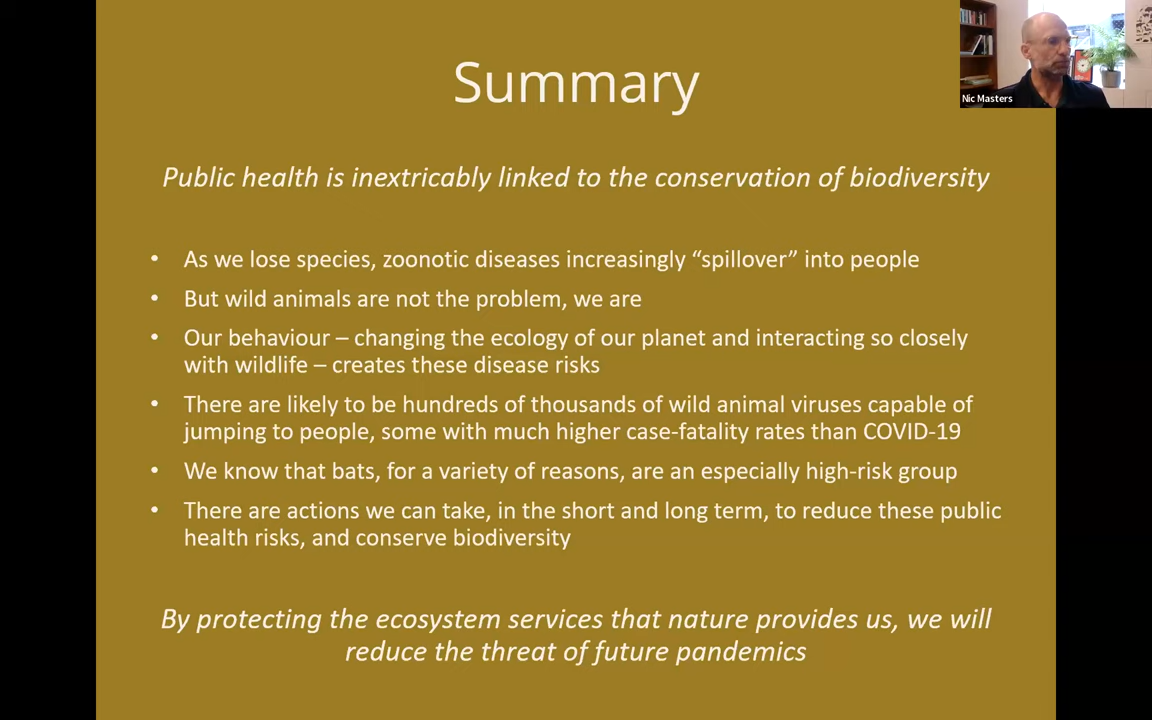 Summary
Nic Masters
Public health is inextricably linked to the conservation of biodiversity
• As we lose species, zoonotic diseases increasingly “spillover” into people
• But wild animals are not the problem, we are
• Our behaviour – changing the ecology of our planet and interacting so closely
with wildlife – creates these disease risks
• There are likely to be hundreds of thousands of wild animal viruses capable of
jumping to people, some with much higher case-fatality rates than COVID-19
• We know that bats, for a variety of reasons, are an especially high-risk group
• There are actions we can take, in the short and long term, to reduce these public
health risks, and conserve biodiversity
By protecting the ecosystem services that nature provides us, we will
reduce the threat of future pandemics